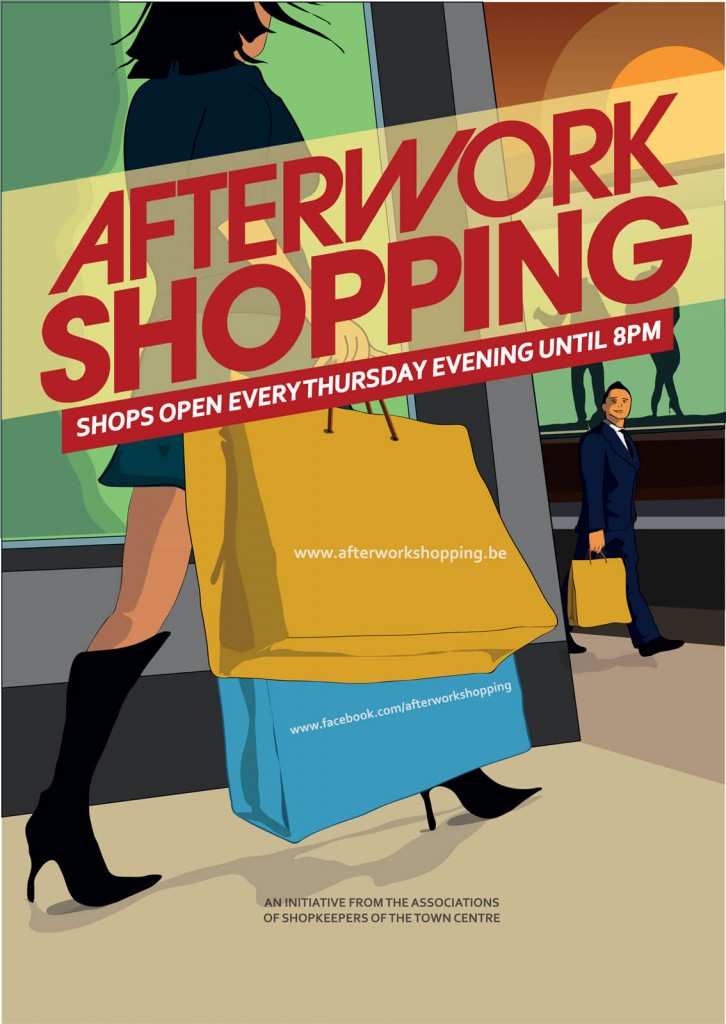 AFTERWORK
SHOPPING
SHOPS OPEN EVERY THURSDAY EVENING UNTIL 8PM
www.afterworkshopping.be
www.facebook.com/afterworkshopping
AN INITIATIVE FROM THE ASSOCIATIONS
OF SHOPKEEPERS OF THE TOWN CENTRE